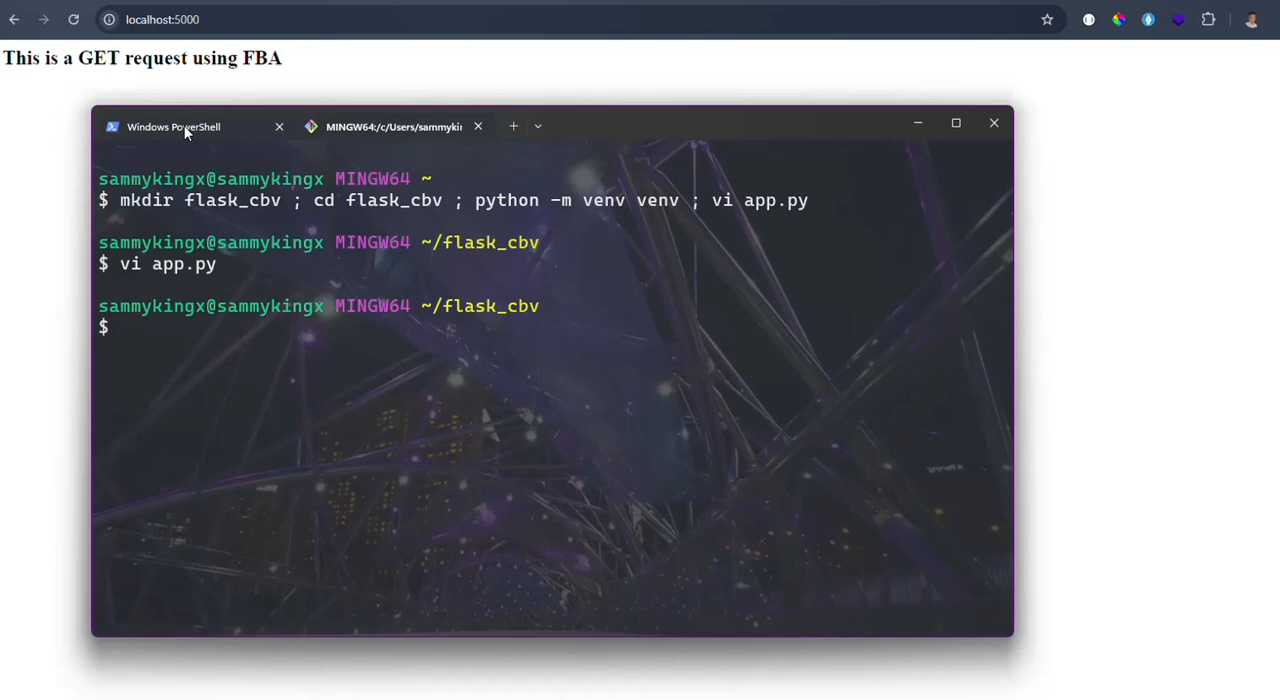 localhost:5000
This is a GET request using FBA
Windows PowerShell
MINGW64:/c/Users/sammykin
sammykingx@sammykingx MINGW64 ~
$ mkdir flask_cbv ; cd flask_cbv ; python -m venv venv ; vi app.py
sammykingx@sammykingx MINGW64 ~/flask_cbv
$ vi app.py
sammykingx@sammykingx MINGW64 ~/flask_cbv
$